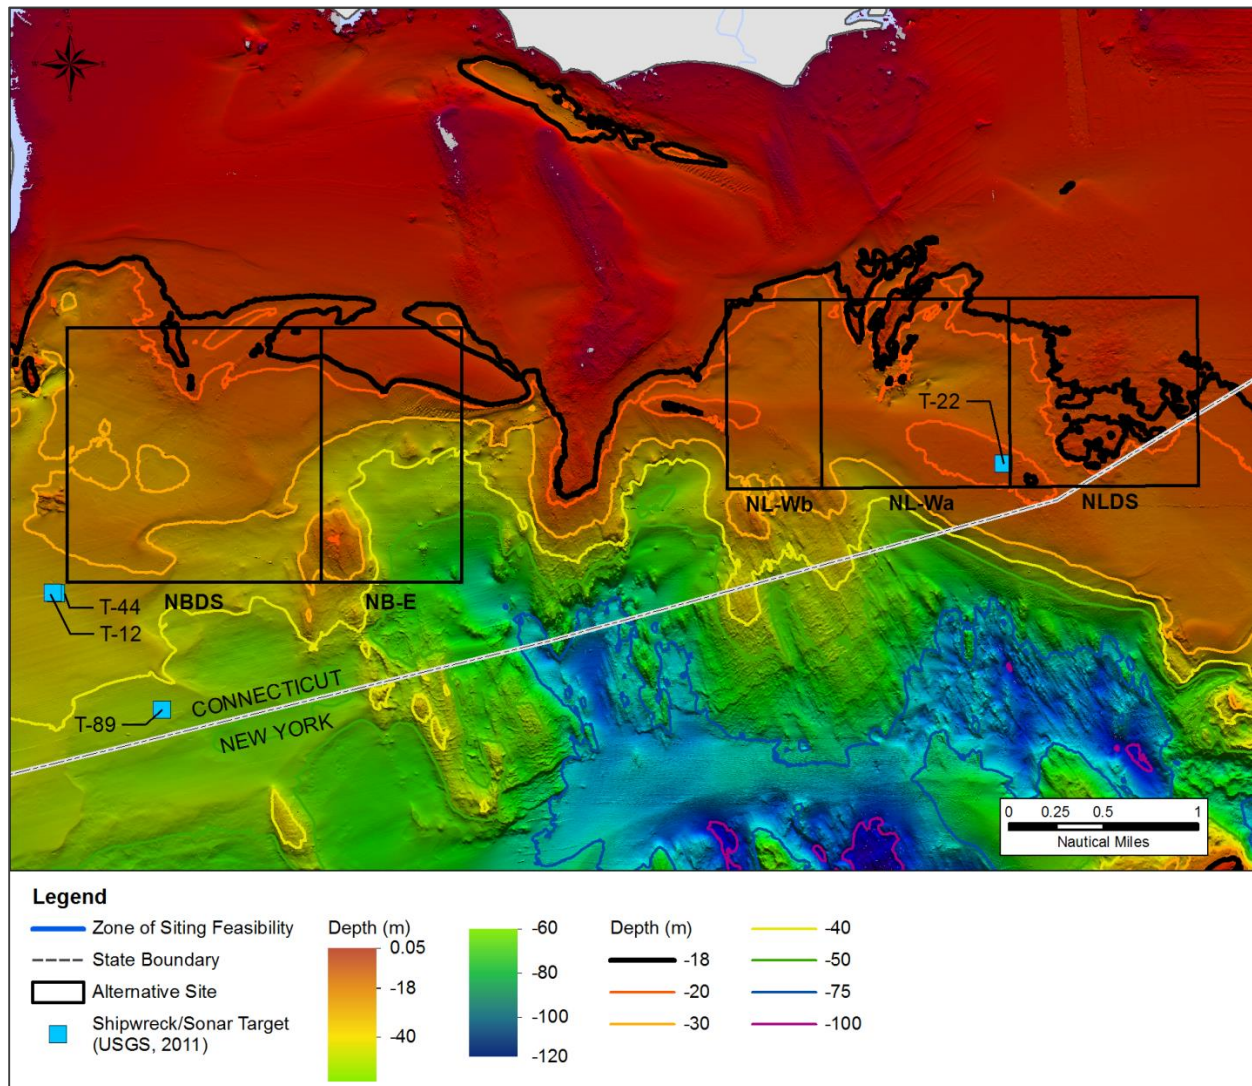 T-22
NL-Wb
NL-Wa
NLDS
T-44
T-12
NBDS
NB-E
T-89
CONNECTICUT
NEW YORK
0 0.25 0.5 1
Nautical Miles
Legend
Zone of Siting Feasibility
State Boundary
Alternative Site
Shipwreck/Sonar Target
(USGS, 2011)
Depth (m)
0.05
-18
-40
-60
-80
-100
-120
Depth (m)
-18
-20
-30
-40
-50
-75
-100